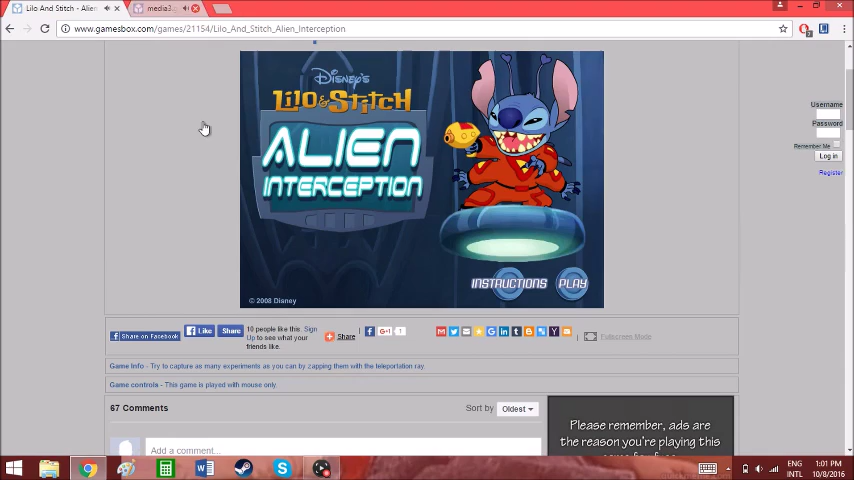 Lilo And Stitch - Alien
media3
www.gamesbox.com/games/21154/Lilo_And_Stitch_Alien_Interception
DISNEY'S
LILO & STITCH
ALIEN
INTERCEPTION
INSTRUCTIONS
PLAY
© 2008 Disney
Username
Password
Remember Me
Log in
Register
Share on Facebook
Like
Share
10 people like this. Sign
Up to see what your
friends like.
Share
G+1
1
Fullscreen Mode
Game Info - Try to capture as many experiments as you can by zapping them with the teleportation ray.
Game controls - This game is played with mouse only.
67 Comments
Sort by
Oldest
Add a comment...
Please remember, ads are
the reason you're playing this
ENG
INTL
1:01 PM
10/8/2016